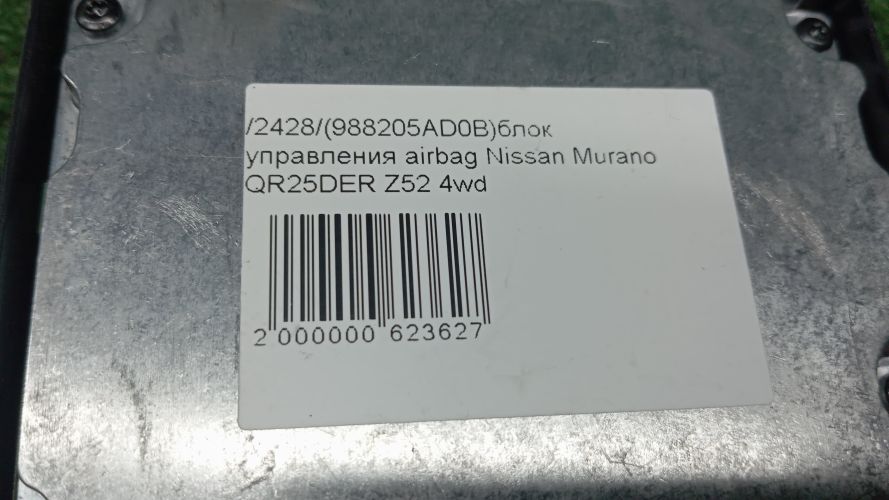 /2428/(988205AD0B)блок
управления airbag Nissan Murano
QR25DER Z52 4wd
2 000000 623627